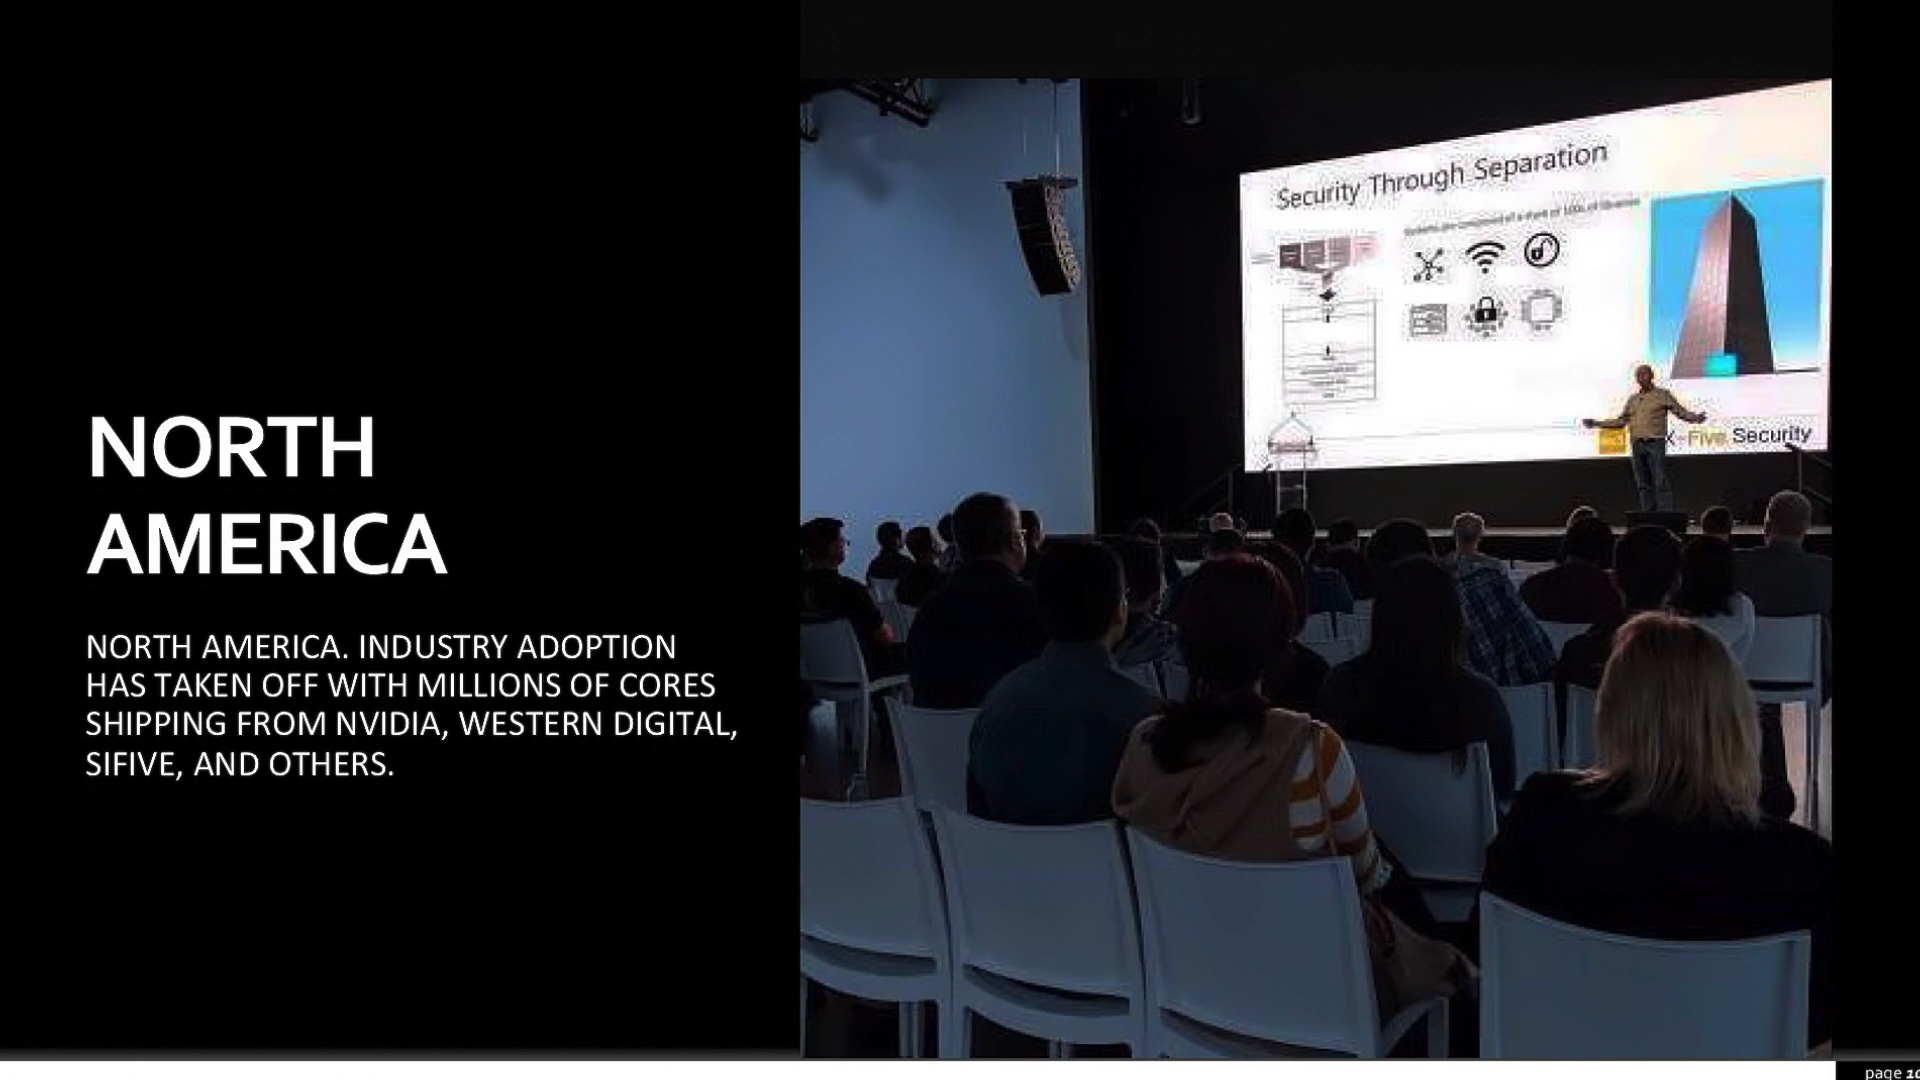 NORTH
AMERICA
NORTH AMERICA. INDUSTRY ADOPTION
HAS TAKEN OFF WITH MILLIONS OF CORES
SHIPPING FROM NVIDIA, WESTERN DIGITAL,
SIFIVE, AND OTHERS.
Security Through Separation
X-Five Security
page